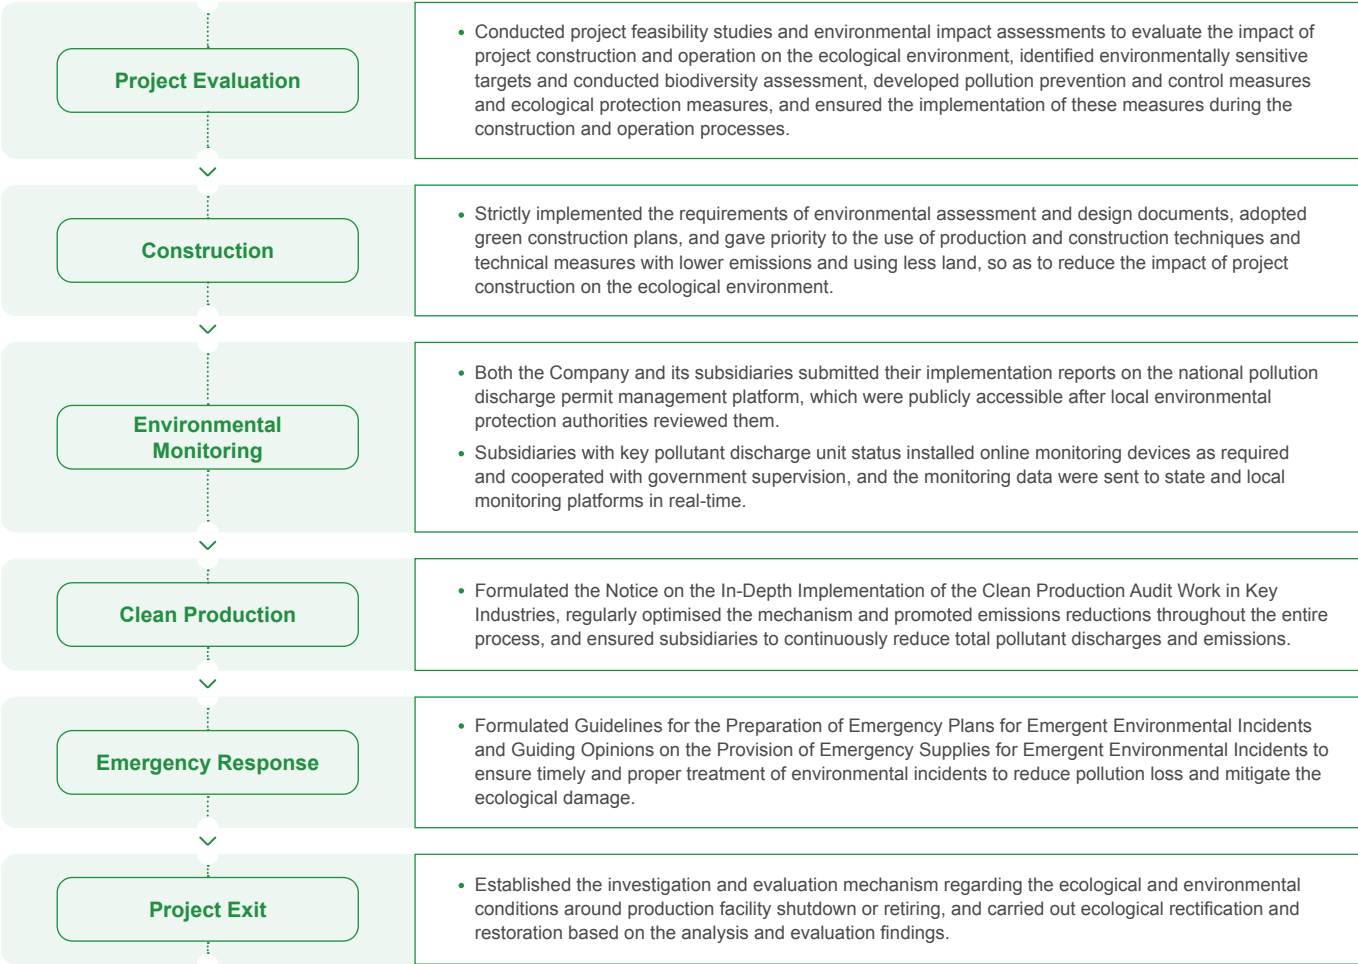 Project Evaluation
• Conducted project feasibility studies and environmental impact assessments to evaluate the impact of
project construction and operation on the ecological environment, identified environmentally sensitive
targets and conducted biodiversity assessment, developed pollution prevention and control measures
and ecological protection measures, and ensured the implementation of these measures during the
construction and operation processes.
Construction
• Strictly implemented the requirements of environmental assessment and design documents, adopted
green construction plans, and gave priority to the use of production and construction techniques and
technical measures with lower emissions and using less land, so as to reduce the impact of project
construction on the ecological environment.
Environmental
Monitoring
• Both the Company and its subsidiaries submitted their implementation reports on the national pollution
discharge permit management platform, which were publicly accessible after local environmental
protection authorities reviewed them.
• Subsidiaries with key pollutant discharge unit status installed online monitoring devices as required
and cooperated with government supervision, and the monitoring data were sent to state and local
monitoring platforms in real-time.
Clean Production
• Formulated the Notice on the In-Depth Implementation of the Clean Production Audit Work in Key
Industries, regularly optimised the mechanism and promoted emissions reductions throughout the entire
process, and ensured subsidiaries to continuously reduce total pollutant discharges and emissions.
Emergency Response
• Formulated Guidelines for the Preparation of Emergency Plans for Emergent Environmental Incidents
and Guiding Opinions on the Provision of Emergency Supplies for Emergent Environmental Incidents to
ensure timely and proper treatment of environmental incidents to reduce pollution loss and mitigate the
ecological damage.
Project Exit
• Established the investigation and evaluation mechanism regarding the ecological and environmental
conditions around production facility shutdown or retiring, and carried out ecological rectification and
restoration based on the analysis and evaluation findings.